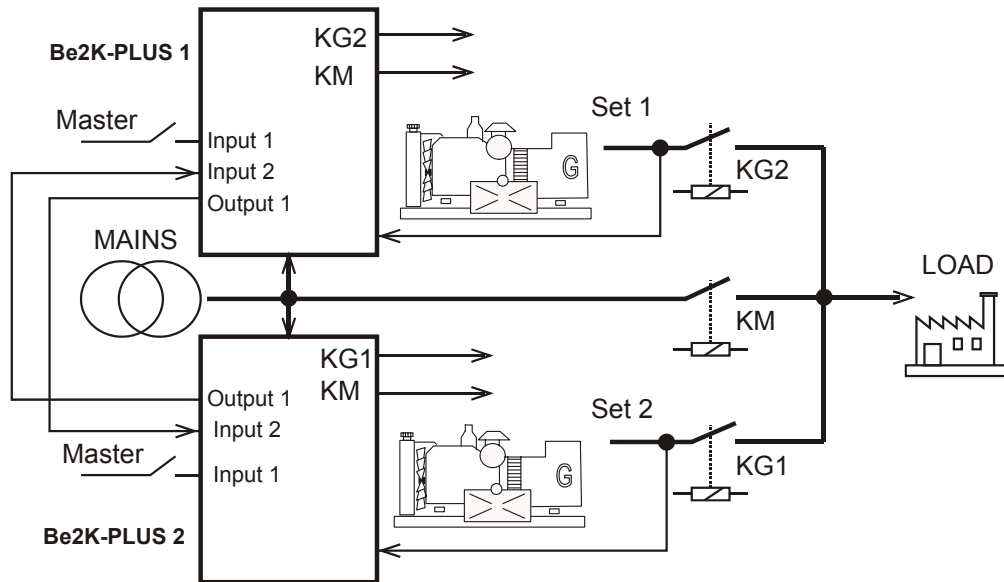 Be2K-PLUS 1
KG2
KM
Master
Input 1
Input 2
Output 1
Set 1
G
KG2
MAINS
LOAD
KM
KG1
KM
Output 1
Input 2
Master
Input 1
Set 2
G
KG1
Be2K-PLUS 2